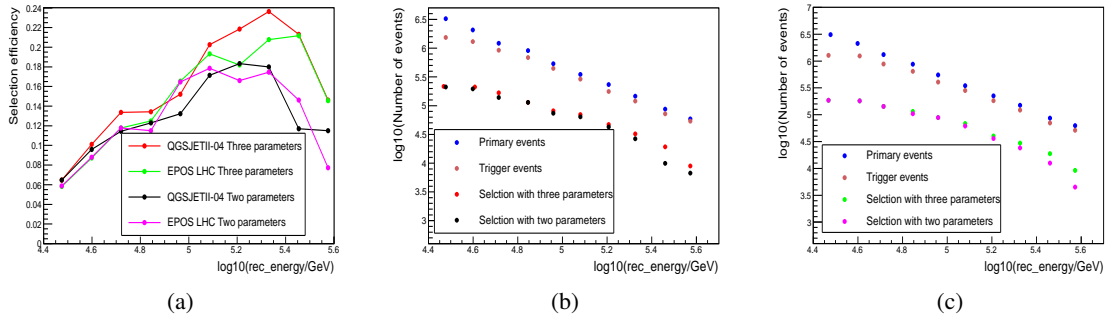 Selection efficiency
0.24
0.22
0.2
0.18
0.16
0.14
0.12
0.1
0.08
0.06
0.04
0.02
0
QGSJETII-04 Three parameters
EPOS LHC Three parameters
QGSJETII-04 Two parameters
EPOS LHC Two parameters
4.4 4.6 4.8 5 5.2 5.4 5.6
log10(rec_energy/GeV)
(a)
log10(Number of events)
6.5
6
5.5
5
4.5
4
3.5
3
Primary events
Trigger events
Selction with three parameters
Selection with two parameters
4.4 4.6 4.8 5 5.2 5.4 5.6
log10(rec_energy/GeV)
(b)
log10(Number of events)
7
6.5
6
5.5
5
4.5
4
3.5
3
Primary events
Trigger events
Selection with three parameters
Selection with two parameters
4.4 4.6 4.8 5 5.2 5.4 5.6
log10(rec_energy/GeV)
(c)